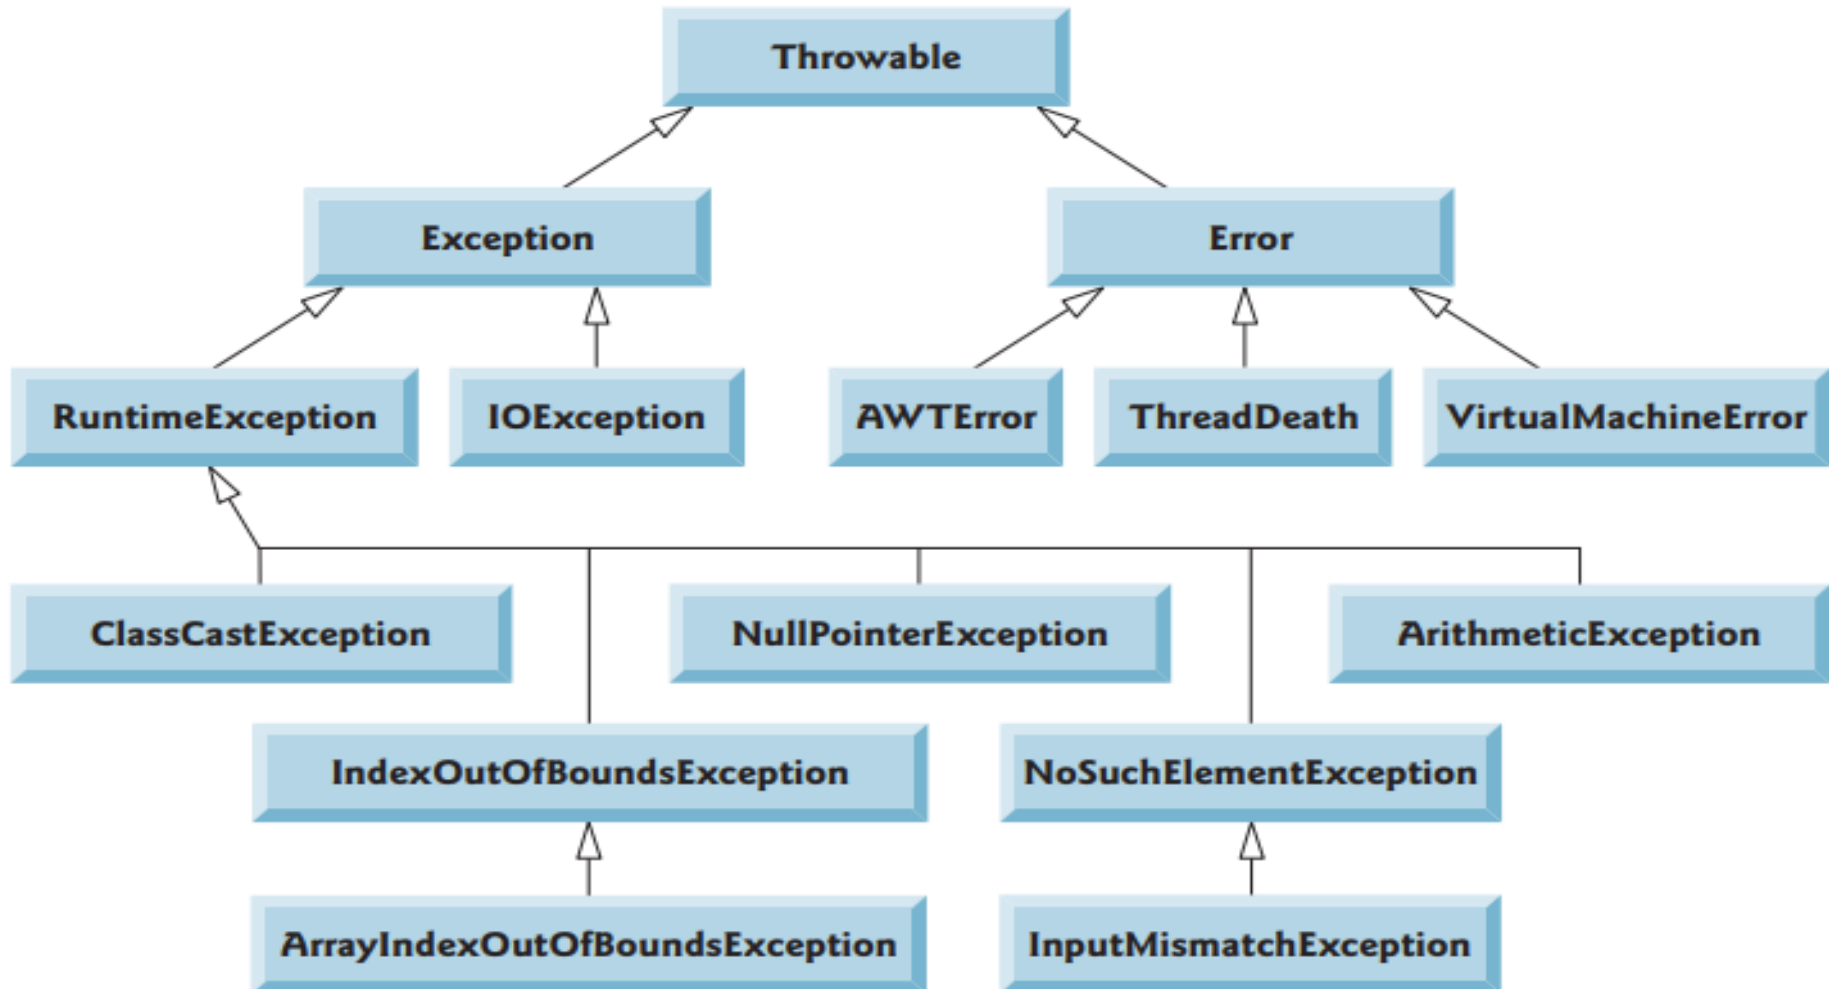 Throwable
Exception
Error
RuntimeException
IOException
AWTError
ThreadDeath
VirtualMachineError
ClassCastException
NullPointerException
ArithmeticException
IndexOutOfBoundsException
NoSuchElementException
ArrayIndexOutOfBoundsException
InputMismatchException